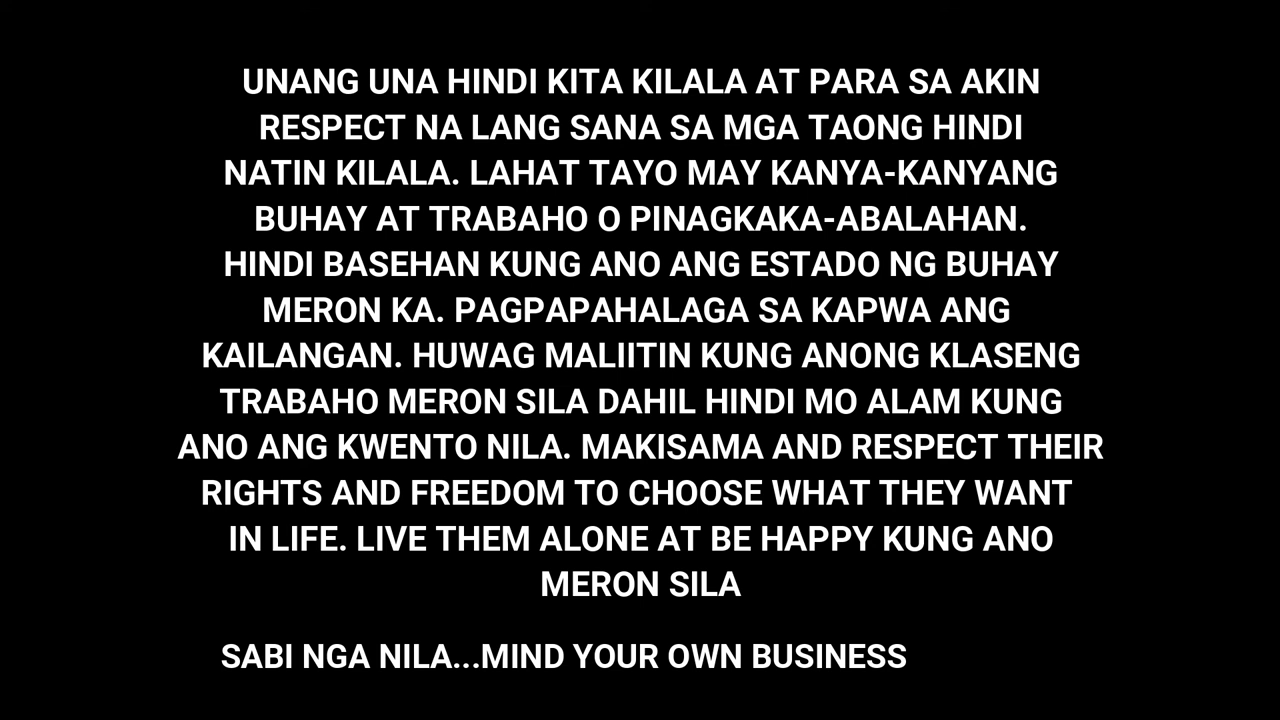 UNANG UNA HINDI KITA KILALA AT PARA SA AKIN
RESPECT NA LANG SANA SA MGA TAONG HINDI
NATIN KILALA. LAHAT TAYO MAY KANYA-KANYANG
BUHAY AT TRABAHO O PINAGKAKA-ABALAHAN.
HINDI BASEHAN KUNG ANO ANG ESTADO NG BUHAY
MERON KA. PAGPAPAHALAGA SA KAPWA ANG
KAILANGAN. HUWAG MALIITIN KUNG ANONG KLASENG
TRABAHO MERON SILA DAHIL HINDI MO ALAM KUNG
ANO ANG KWENTO NILA. MAKISAMA AND RESPECT THEIR
RIGHTS AND FREEDOM TO CHOOSE WHAT THEY WANT
IN LIFE. LIVE THEM ALONE AT BE HAPPY KUNG ANO
MERON SILA
SABI NGA NILA...MIND YOUR OWN BUSINESS